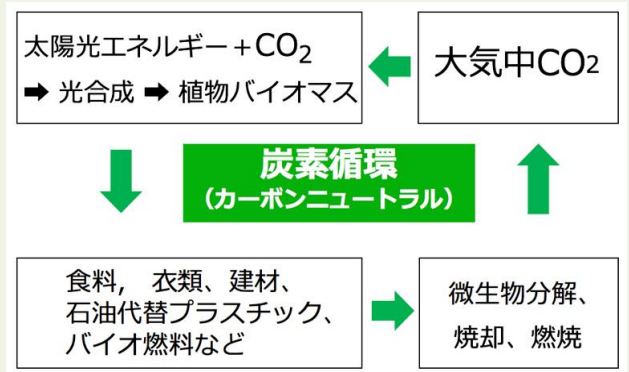 太陽光エネルギー+CO₂
➡ 光合成 ➡ 植物バイオマス
大気中CO₂
炭素循環
(カーボンニュートラル)
食料, 衣類、建材、
石油代替プラスチック、
バイオ燃料など
微生物分解、
焼却、燃焼